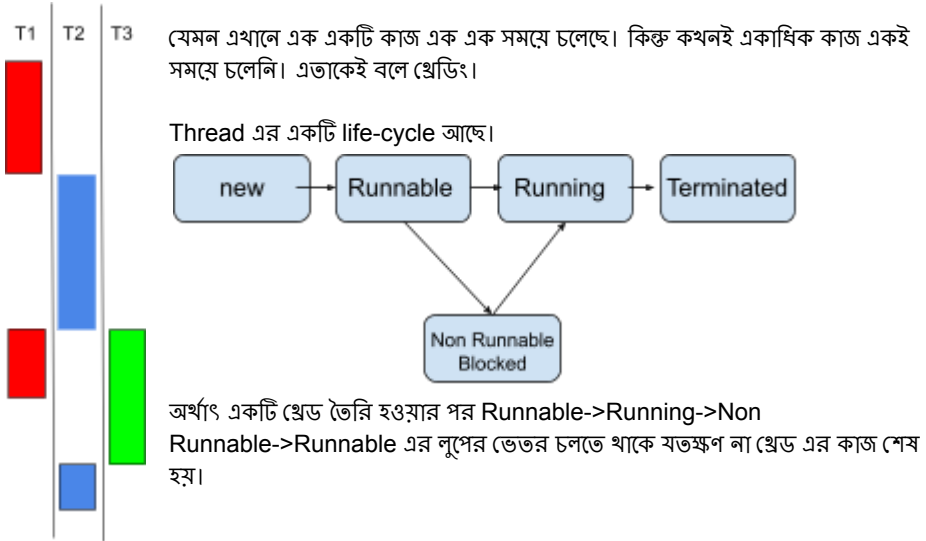 T1 T2 T3
যেমন এখানে এক একটি কাজ এক এক সময়ে চলেছে। কিন্তু কখনই একাধিক কাজ একই
সময়ে চলেনি। এতাকেই বলে থ্রেডিং।
Thread এর একটি life-cycle আছে।
new Runnable Running Terminated
Non Runnable
Blocked
অর্থাৎ একটি থ্রেড তৈরি হওয়ার পর Runnable->Running->Non
Runnable->Runnable এর লুপের ভেতর চলতে থাকে যতক্ষণ না থ্রেড এর কাজ শেষ
হয়।